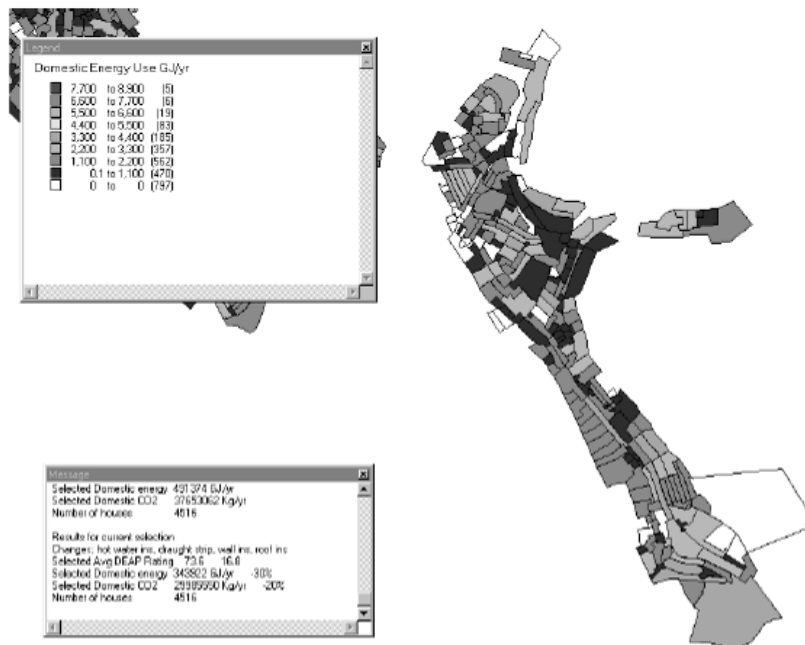 Legend
Domestic Energy Use GJ/yr
7,700 to 8,900 (5)
6,600 to 7,700 (6)
5,500 to 6,600 (19)
4,400 to 5,500 (83)
3,300 to 4,400 (185)
2,200 to 3,300 (357)
1,100 to 2,200 (562)
0.1 to 1,100 (470)
0 to 0 (797)
Message
Selected Domestic energy 491374 GJ/yr
Selected Domestic CO2 37653062 Kg/yr
Number of houses 4516
Results for current selection
Changes: hot water ins, draught strip, wall ins, roof ins
Selected Avg DEAP Rating 73.6 16.8
Selected Domestic energy 343922 GJ/yr -30%
Selected Domestic CO2 Kg/yr -20%
Number of houses 4516